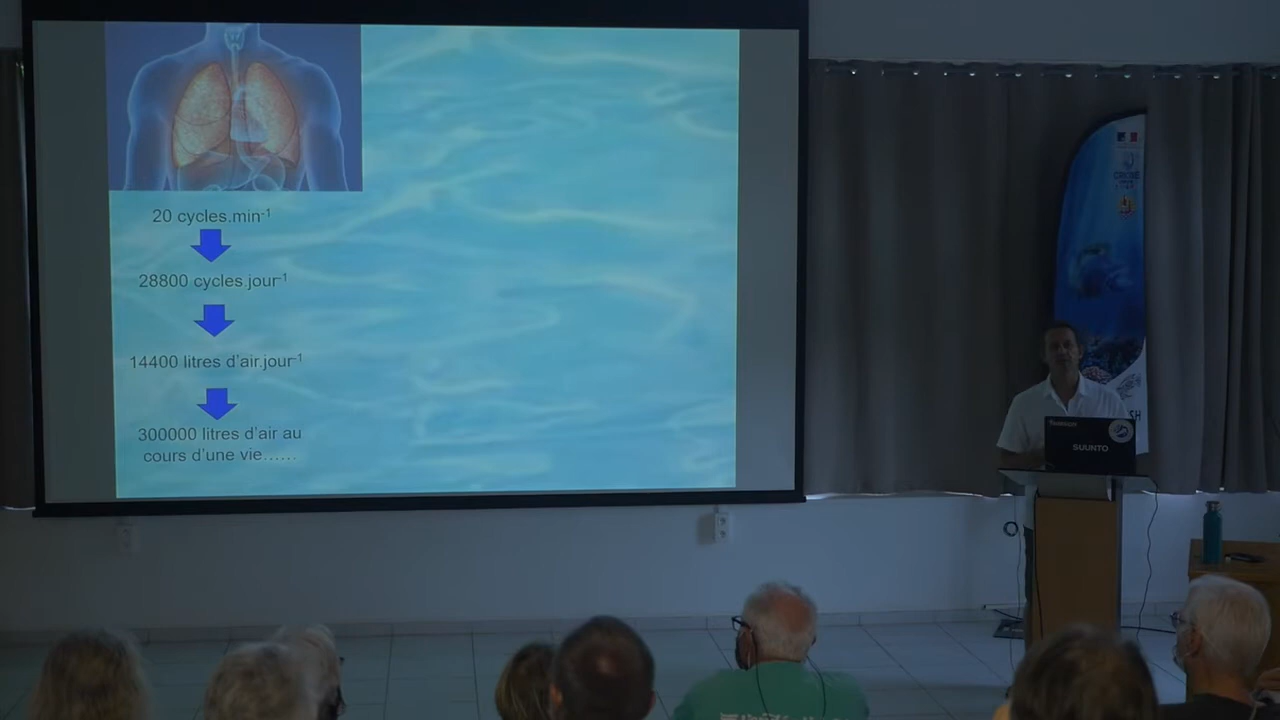 20 cycles.min⁻¹
28800 cycles.jour⁻¹
14400 litres d'air.jour⁻¹
300000 litres d'air au
cours d'une vie……
SUUNTO
SH